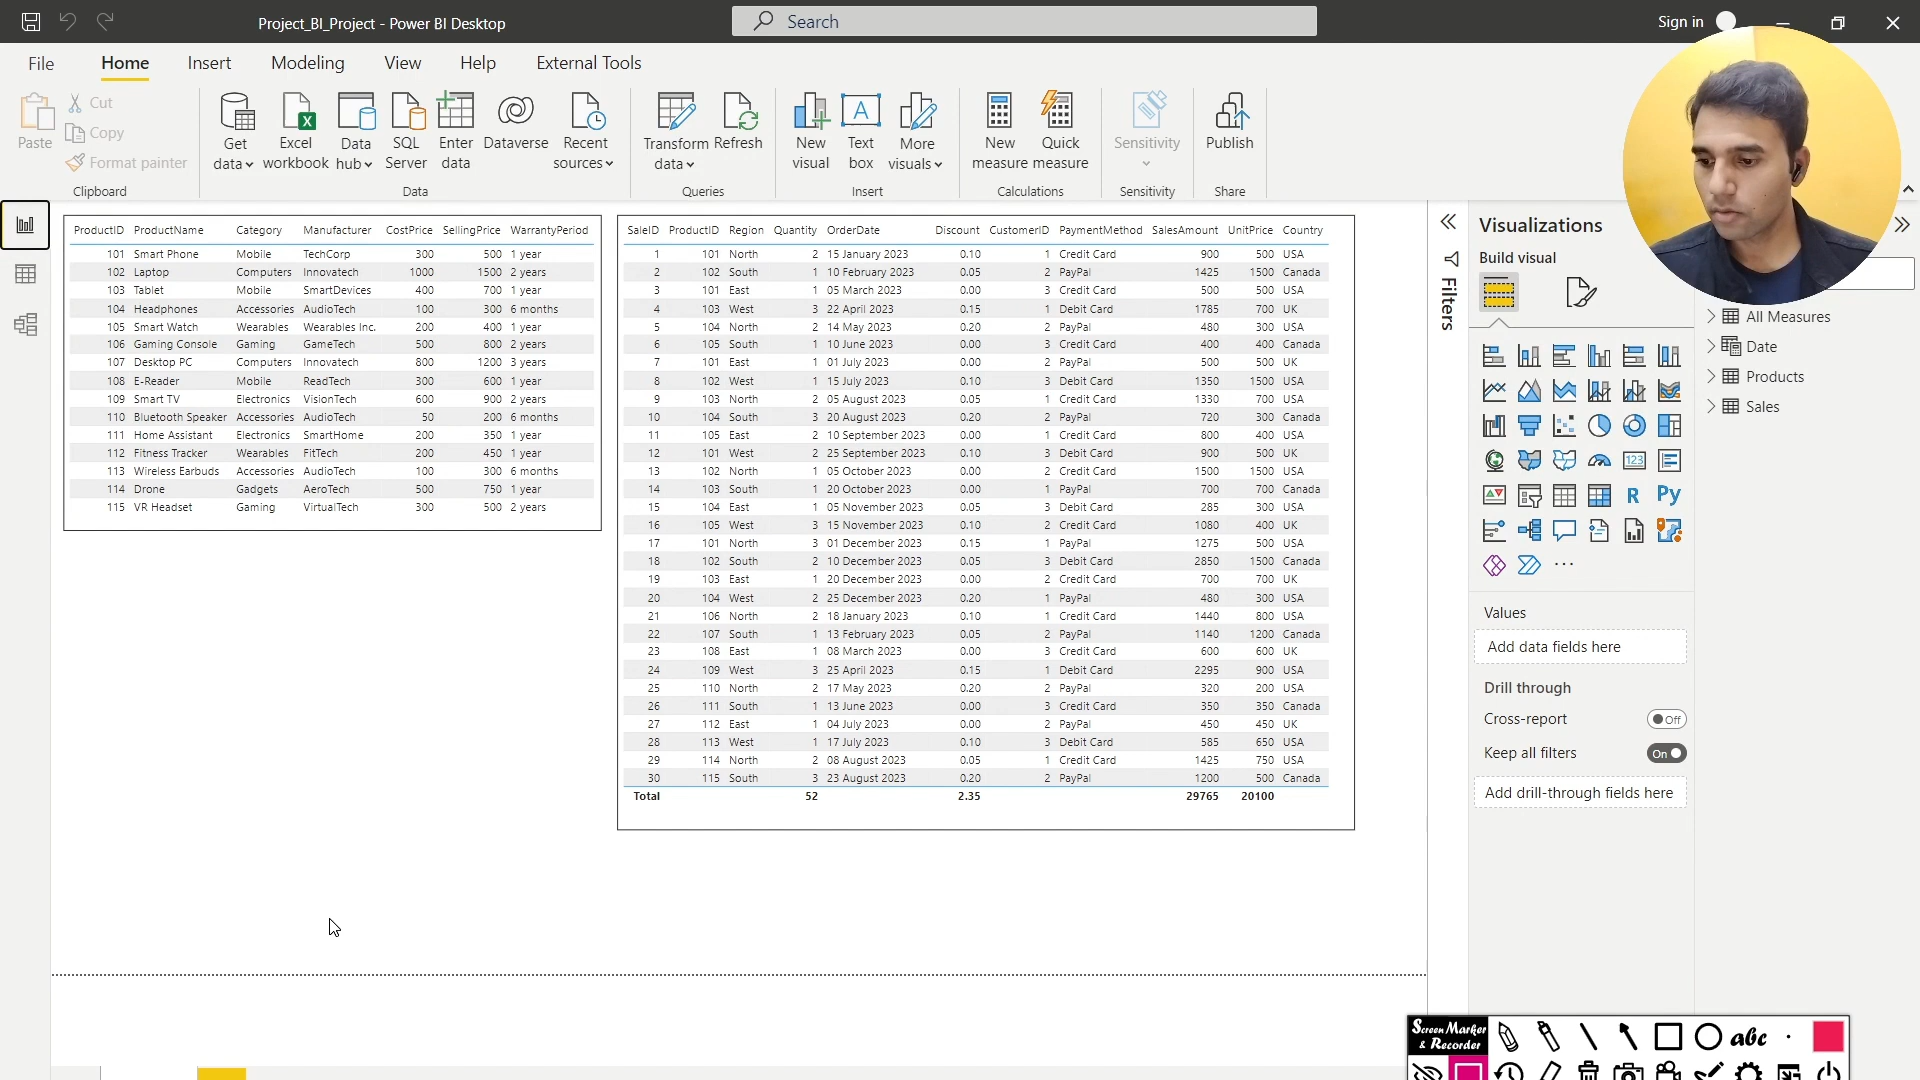 Project_BI_Project - Power BI Desktop
Search
Sign in
File Home Insert Modeling View Help External Tools
Paste
Cut
Copy
Format painter
Clipboard
Get data
Excel workbook
Data hub
SQL Server
Enter data
Dataverse
Recent sources
Data
Transform data
Refresh
Queries
New visual
Text box
More visuals
Insert
New measure
Quick measure
Calculations
Sensitivity
Sensitivity
Publish
Share
ProductID ProductName Category Manufacturer CostPrice SellingPrice WarrantyPeriod
101 Smart Phone Mobile TechCorp 300 500 1 year
102 Laptop Computers Innovatech 1000 1500 2 years
103 Tablet Mobile SmartDevices 400 700 1 year
104 Headphones Accessories AudioTech 100 300 6 months
105 Smart Watch Wearables Wearables Inc. 200 400 1 year
106 Gaming Console Gaming GameTech 500 800 2 years
107 Desktop PC Computers Innovatech 800 1200 3 years
108 E-Reader Mobile ReadTech 300 600 1 year
109 Smart TV Electronics VisionTech 600 900 2 years
110 Bluetooth Speaker Accessories AudioTech 50 200 6 months
111 Home Assistant Electronics SmartHome 200 350 1 year
112 Fitness Tracker Wearables FitTech 200 450 1 year
113 Wireless Earbuds Accessories AudioTech 100 300 6 months
114 Drone Gadgets AeroTech 500 750 1 year
115 VR Headset Gaming VirtualTech 300 500 2 years
SaleID ProductID Region Quantity OrderDate Discount CustomerID PaymentMethod SalesAmount UnitPrice Country
1 101 North 2 15 January 2023 0.10 1 Credit Card 900 500 USA
2 102 South 1 10 February 2023 0.05 2 PayPal 1425 1500 Canada
3 101 East 1 05 March 2023 0.00 3 Credit Card 500 500 USA
4 103 West 3 22 April 2023 0.15 1 Debit Card 1785 700 UK
5 104 North 2 14 May 2023 0.20 2 PayPal 480 300 USA
6 105 South 1 10 June 2023 0.00 3 Credit Card 400 400 Canada
7 101 East 1 01 July 2023 0.00 2 PayPal 500 500 UK
8 102 West 1 15 July 2023 0.10 3 Debit Card 1350 1500 USA
9 103 North 2 05 August 2023 0.05 1 Credit Card 1330 700 USA
10 104 South 3 20 August 2023 0.20 2 PayPal 720 300 Canada
11 105 East 2 10 September 2023 0.00 1 Credit Card 800 400 USA
12 101 West 2 25 September 2023 0.10 3 Debit Card 900 500 UK
13 102 North 1 05 October 2023 0.00 2 Credit Card 1500 1500 USA
14 103 South 1 20 October 2023 0.00 1 PayPal 700 700 Canada
15 104 East 1 05 November 2023 0.05 3 Debit Card 285 300 USA
16 105 West 3 15 November 2023 0.10 2 Credit Card 1080 400 UK
17 101 North 3 01 December 2023 0.15 1 PayPal 1275 500 USA
18 102 South 2 10 December 2023 0.05 3 Debit Card 2850 1500 Canada
19 103 East 1 20 December 2023 0.00 2 Credit Card 700 700 UK
20 104 West 2 25 December 2023 0.20 1 PayPal 480 300 USA
21 106 North 2 18 January 2023 0.10 1 Credit Card 1440 800 USA
22 107 South 1 13 February 2023 0.05 2 PayPal 1140 1200 Canada
23 108 East 1 08 March 2023 0.00 3 Credit Card 600 600 UK
24 109 West 3 25 April 2023 0.15 1 Debit Card 2295 900 USA
25 110 North 2 17 May 2023 0.20 2 PayPal 320 200 USA
26 111 South 1 13 June 2023 0.00 3 Credit Card 350 350 Canada
27 112 East 1 04 July 2023 0.00 2 PayPal 450 450 UK
28 113 West 1 17 July 2023 0.10 3 Debit Card 585 650 USA
29 114 North 2 08 August 2023 0.05 1 Credit Card 1425 750 USA
30 115 South 3 23 August 2023 0.20 2 PayPal 1200 500 Canada
Total 52 2.35 29765 20100
Filters
Visualizations
Build visual
123
R
Py
Values
Add data fields here
Drill through
Cross-report Off
Keep all filters On
Add drill-through fields here
All Measures
Date
Products
Sales
Screen Marker & Recorder
abc